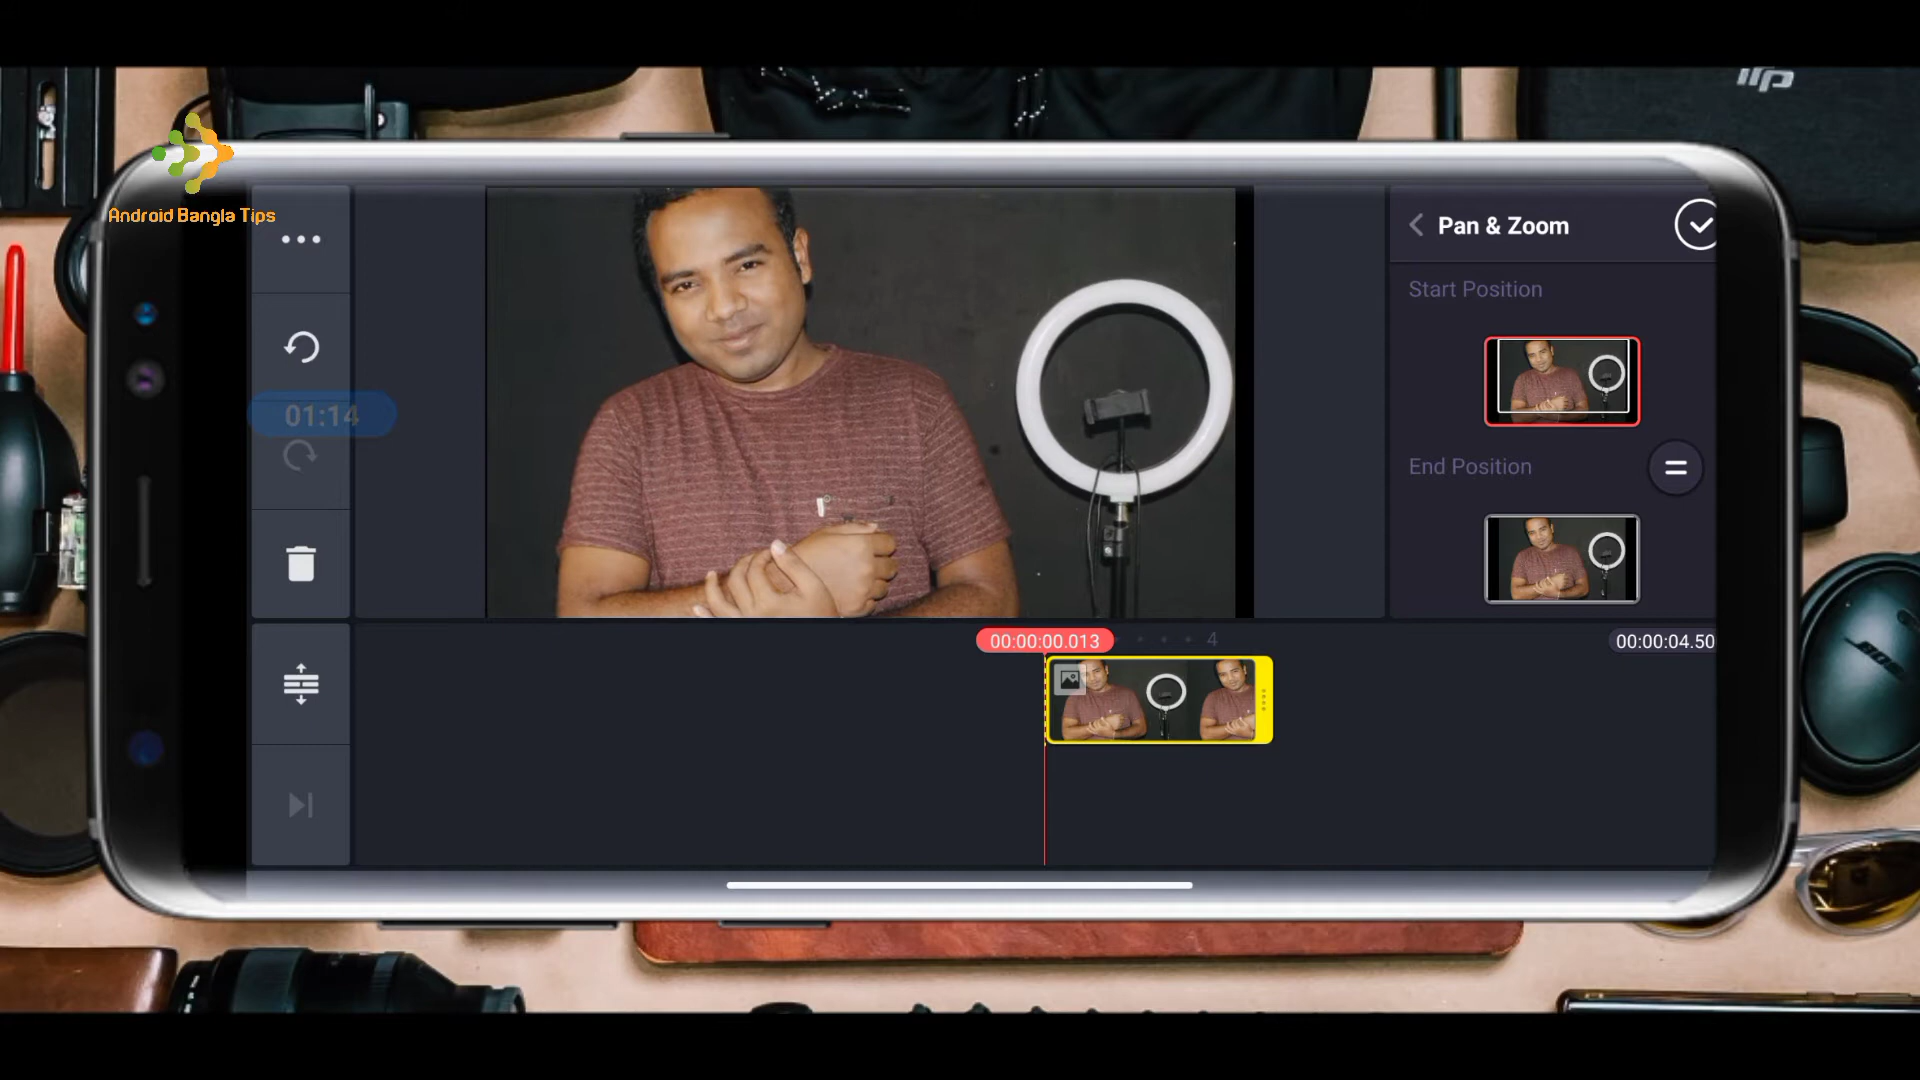 Android Bangla Tips
Pan & Zoom
Start Position
01:14
End Position
00:00:00.013
4
00:00:04.50
BOSE